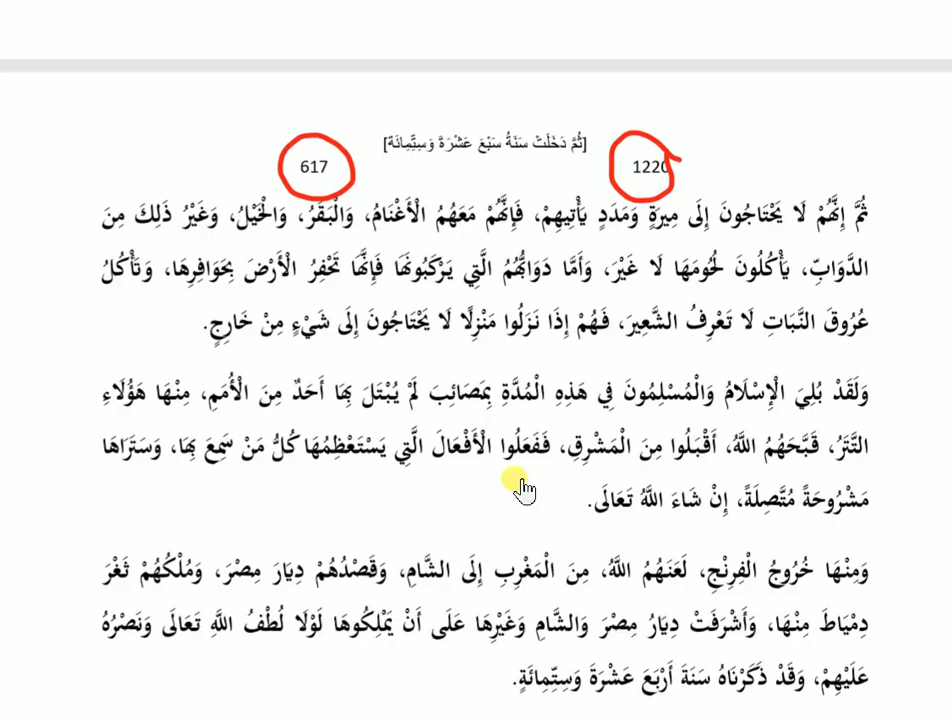 [ثُمَّ دَخَلَتْ سَنَةُ سَبْعَ عَشْرَةَ وَسِتِّمِائَة]
1220 617
ثُمَّ إِنَّهُمْ لَا يَحْتَاجُونَ إِلَى مِيرَةٍ وَمَدَدٍ يَأْتِيهِمْ، فَإِنَّهُمْ مَعَهُمُ الْأَغْنَامُ، وَالْبَقَرُ، وَالْخَيْلُ، وَغَيْرُ ذَلِكَ مِنَ
الدَّوَابِّ، يَأْكُلُونَ لُحُومَهَا لَا غَيْرَ، وَأَمَّا دَوَابُّهُمُ الَّتِي يَرْكَبُونَهَا فَإِنَّهَا تَحْفِرُ الْأَرْضَ بِحَوَافِرِهَا، وَتَأْكُلُ
عُرُوقَ النَّبَاتِ لَا تَعْرِفُ الشَّعِيرَ، فَهُمْ إِذَا نَزَلُوا مَنْزِلًا لَا يَحْتَاجُونَ إِلَى شَيْءٍ مِنْ خَارِجٍ.
وَلَقَدْ بُلِيَ الْإِسْلَامُ وَالْمُسْلِمُونَ فِي هَذِهِ الْمُدَّةِ بِمَصَائِبَ لَمْ يُبْتَلَ بِهَا أَحَدٌ مِنَ الْأُمَمِ، مِنْهَا هَؤُلَاءِ
التَّتَرُ، قَبَّحَهُمُ اللَّهُ، أَقْبَلُوا مِنَ الْمَشْرِقِ، فَفَعَلُوا الْأَفْعَالَ الَّتِي يَسْتَعْظِمُهَا كُلُّ مَنْ سَمِعَ بِهَا، وَسَتَرَاهَا
مَشْرُوحَةً مُتَّصِلَةً، إِنْ شَاءَ اللَّهُ تَعَالَى.
وَمِنْهَا خُرُوجُ الْفِرِنْجِ، لَعَنَهُمُ اللَّهُ، مِنَ الْمَغْرِبِ إِلَى الشَّامِ، وَقَصْدُهُمْ دِيَارَ مِصْرَ، وَمُلْكُهُمْ ثَغْرَ
دِمْيَاطَ مِنْهَا، وَأَشْرَفَتْ دِيَارُ مِصْرَ وَالشَّامِ وَغَيْرِهَا عَلَى أَنْ يَمْلِكُوهَا لَوْلَا لُطْفُ اللَّهِ تَعَالَى وَنَصْرُهُ
عَلَيْهِمْ، وَقَدْ ذَكَرْنَاهُ سَنَةَ أَرْبَعَ عَشْرَةَ وَسِتِّمِائَةٍ.